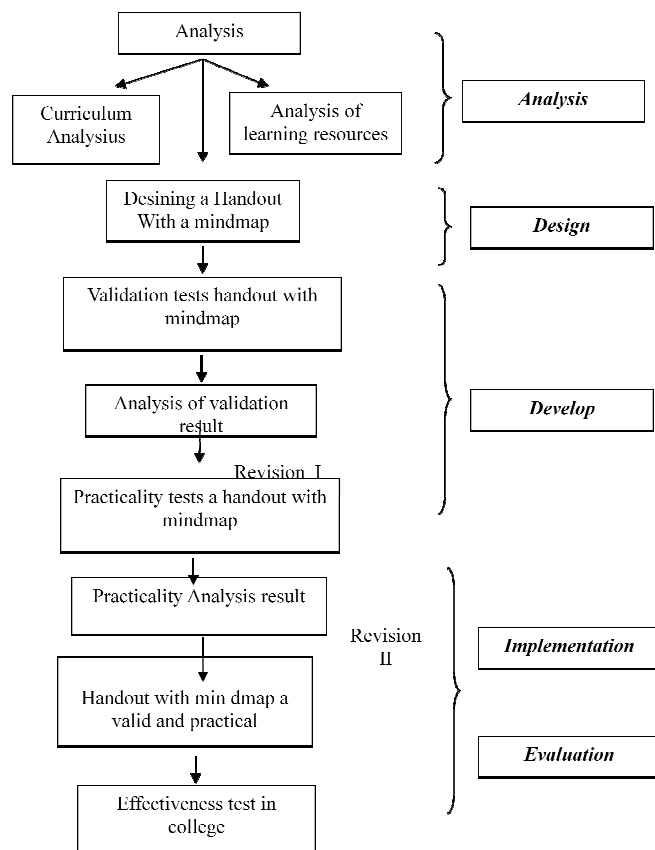 Analysis
Curriculum
Analysius
Analysis of
learning resources
Analysis
Desining a Handout
With a mindmap
Design
Validation tests handout with
mindmap
Analysis of validation
result
Develop
Revision I
Practicality tests a handout with
mindmap
Practicality Analysis result
Revision
II
Implementation
Handout with min dmap a
valid and practical
Evaluation
Effectiveness test in
college